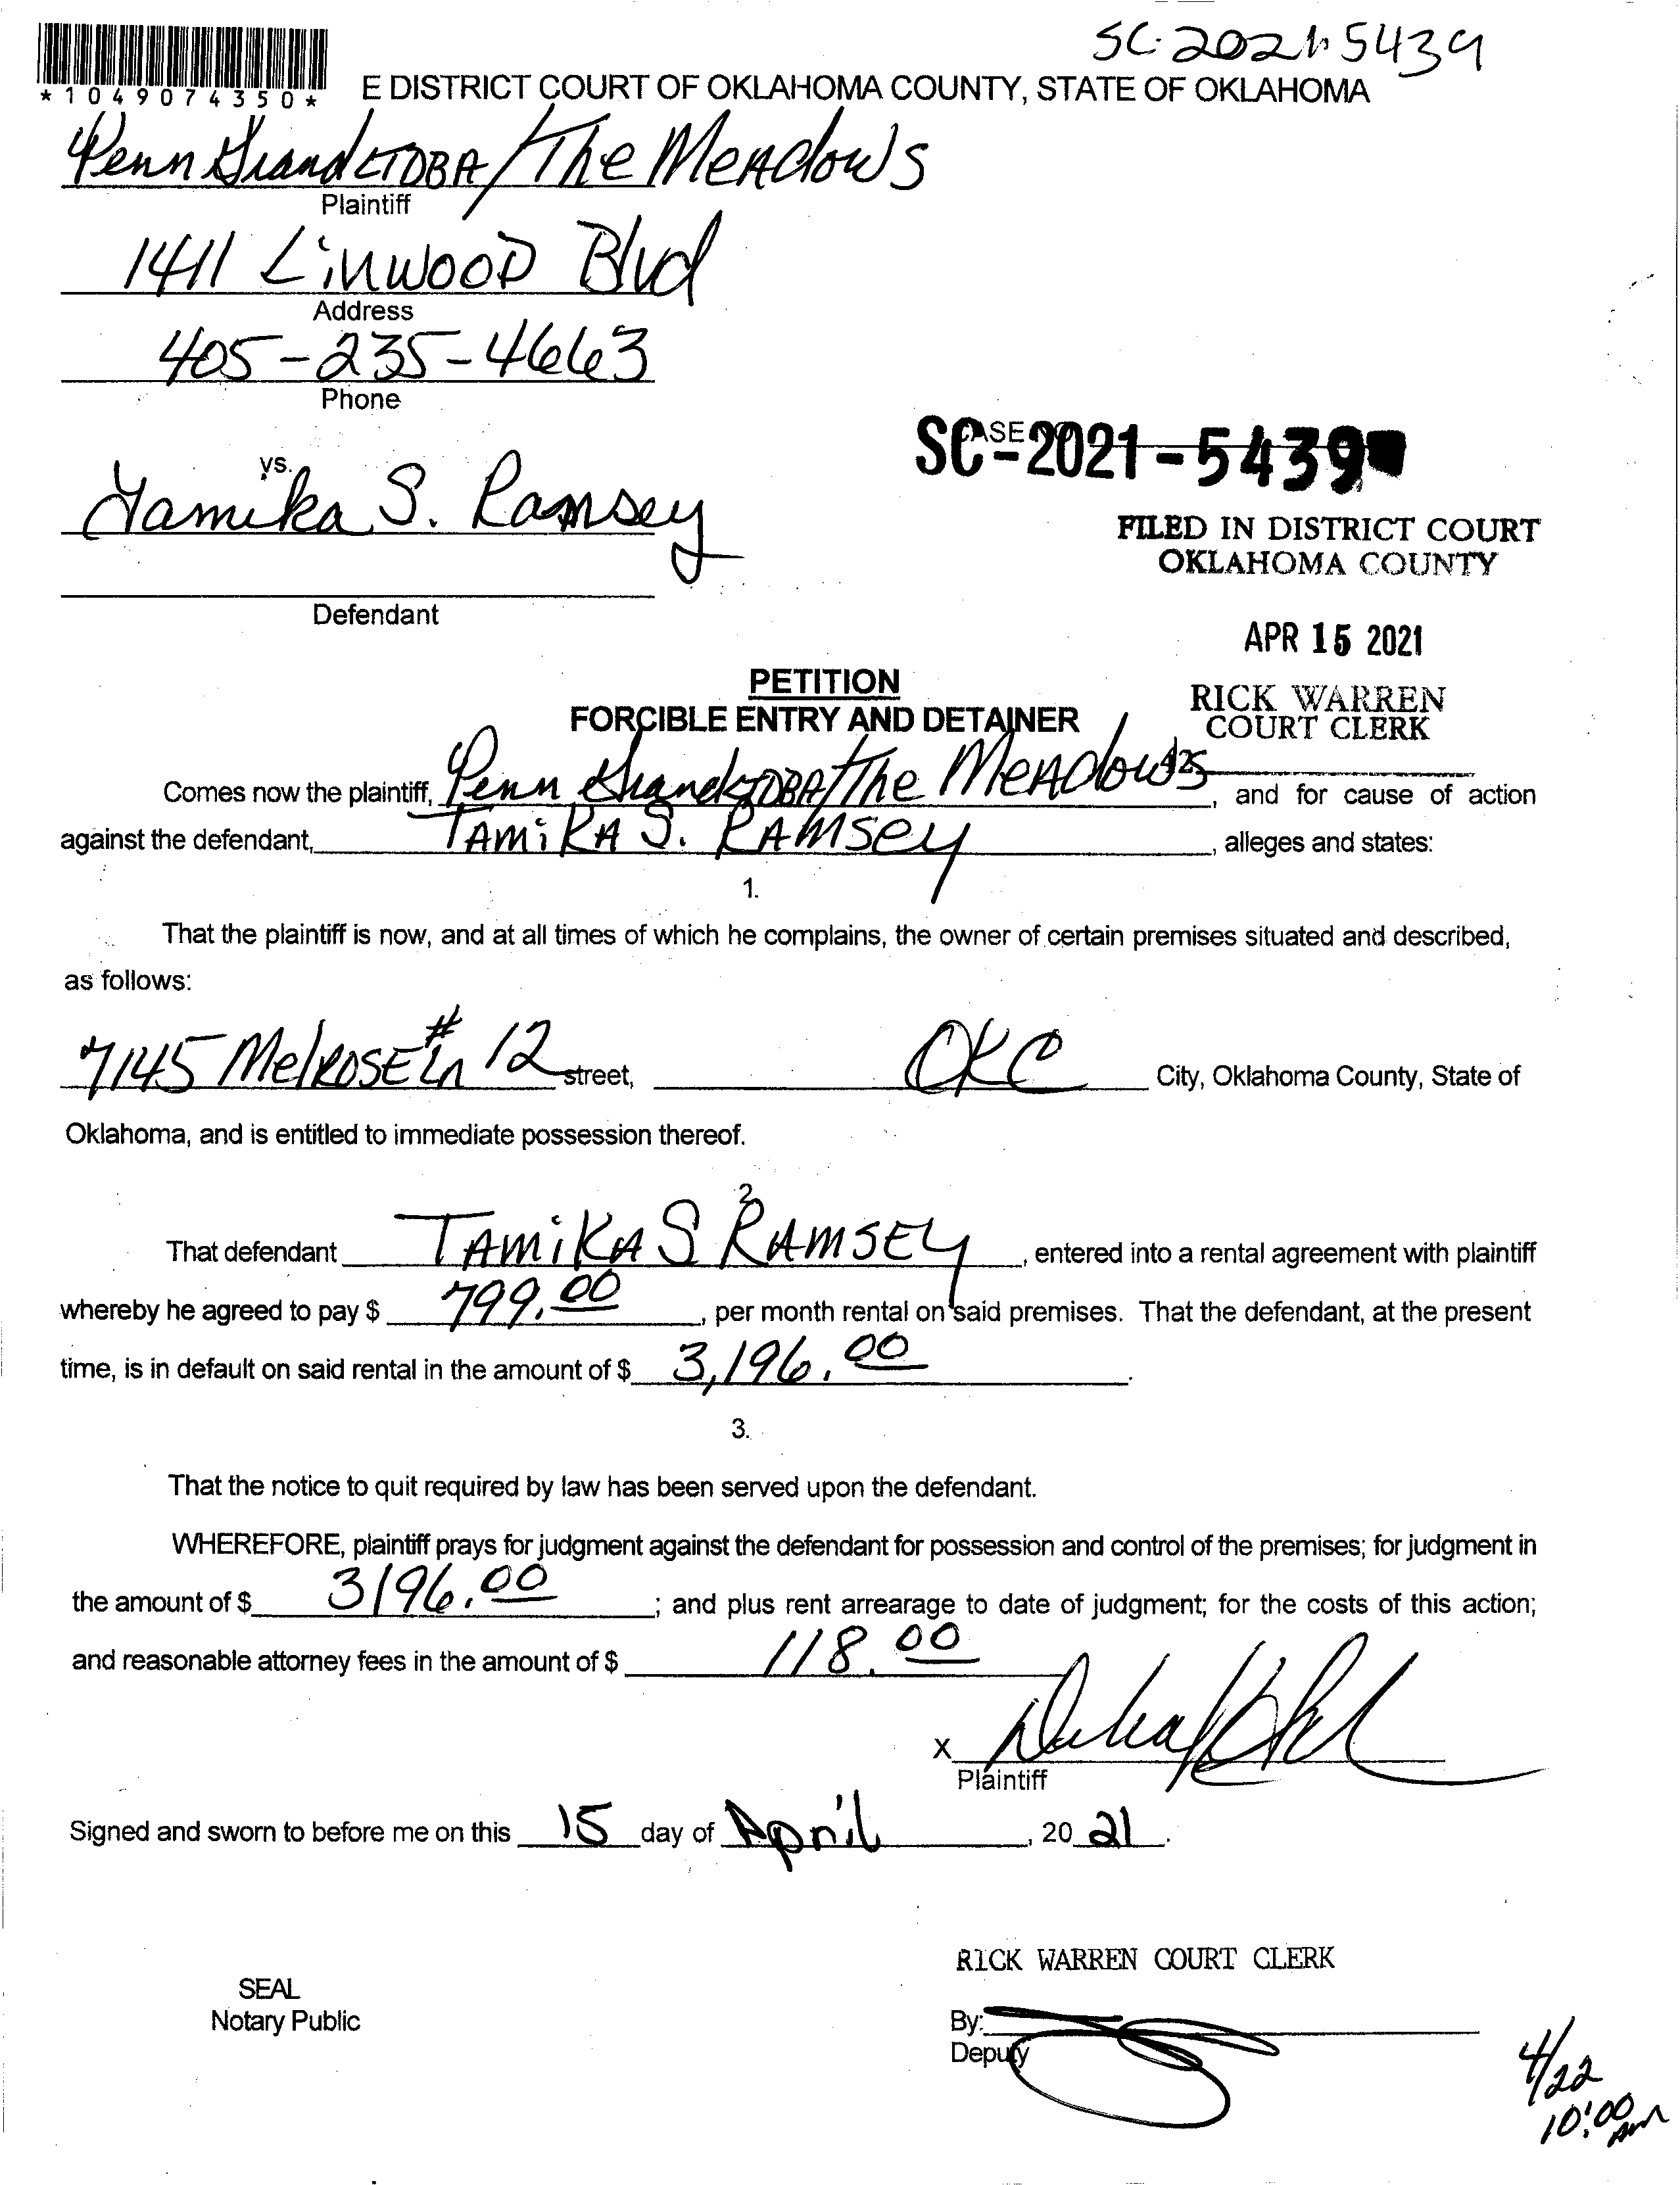 SC-2021-5439
*1049074350*
E DISTRICT COURT OF OKLAHOMA COUNTY, STATE OF OKLAHOMA
Penn Grand LTD DBA / The Meadows
Plaintiff
1411 Linwood Blvd
Address
405-235-4663
Phone
CASE
SC-2021-5439
vs.
Tamika S. Ramsey
FILED IN DISTRICT COURT
OKLAHOMA COUNTY
Defendant
APR 15 2021
PETITION
RICK WARREN
FORCIBLE ENTRY AND DETAINER
COURT CLERK
425
Comes now the plaintiff, Penn Grand LTD DBA / The Meadows, and for cause of action
against the defendant, Tamika S. Ramsey, alleges and states:
1.
That the plaintiff is now, and at all times of which he complains, the owner of certain premises situated and described,
as follows:
7145 Melrose Ln #12 street, OKC City, Oklahoma County, State of
Oklahoma, and is entitled to immediate possession thereof.
2.
That defendant Tamika S Ramsey, entered into a rental agreement with plaintiff
whereby he agreed to pay $ 799.00, per month rental on said premises. That the defendant, at the present
time, is in default on said rental in the amount of $ 3,196.00.
3.
That the notice to quit required by law has been served upon the defendant.
WHEREFORE, plaintiff prays for judgment against the defendant for possession and control of the premises; for judgment in
the amount of $ 3196.00; and plus rent arrearage to date of judgment; for the costs of this action;
and reasonable attorney fees in the amount of $ 118.00
X
Plaintiff
Signed and sworn to before me on this 15 day of April, 20 21.
RICK WARREN COURT CLERK
SEAL
Notary Public
By:
Deputy
4/22
10:00 AM